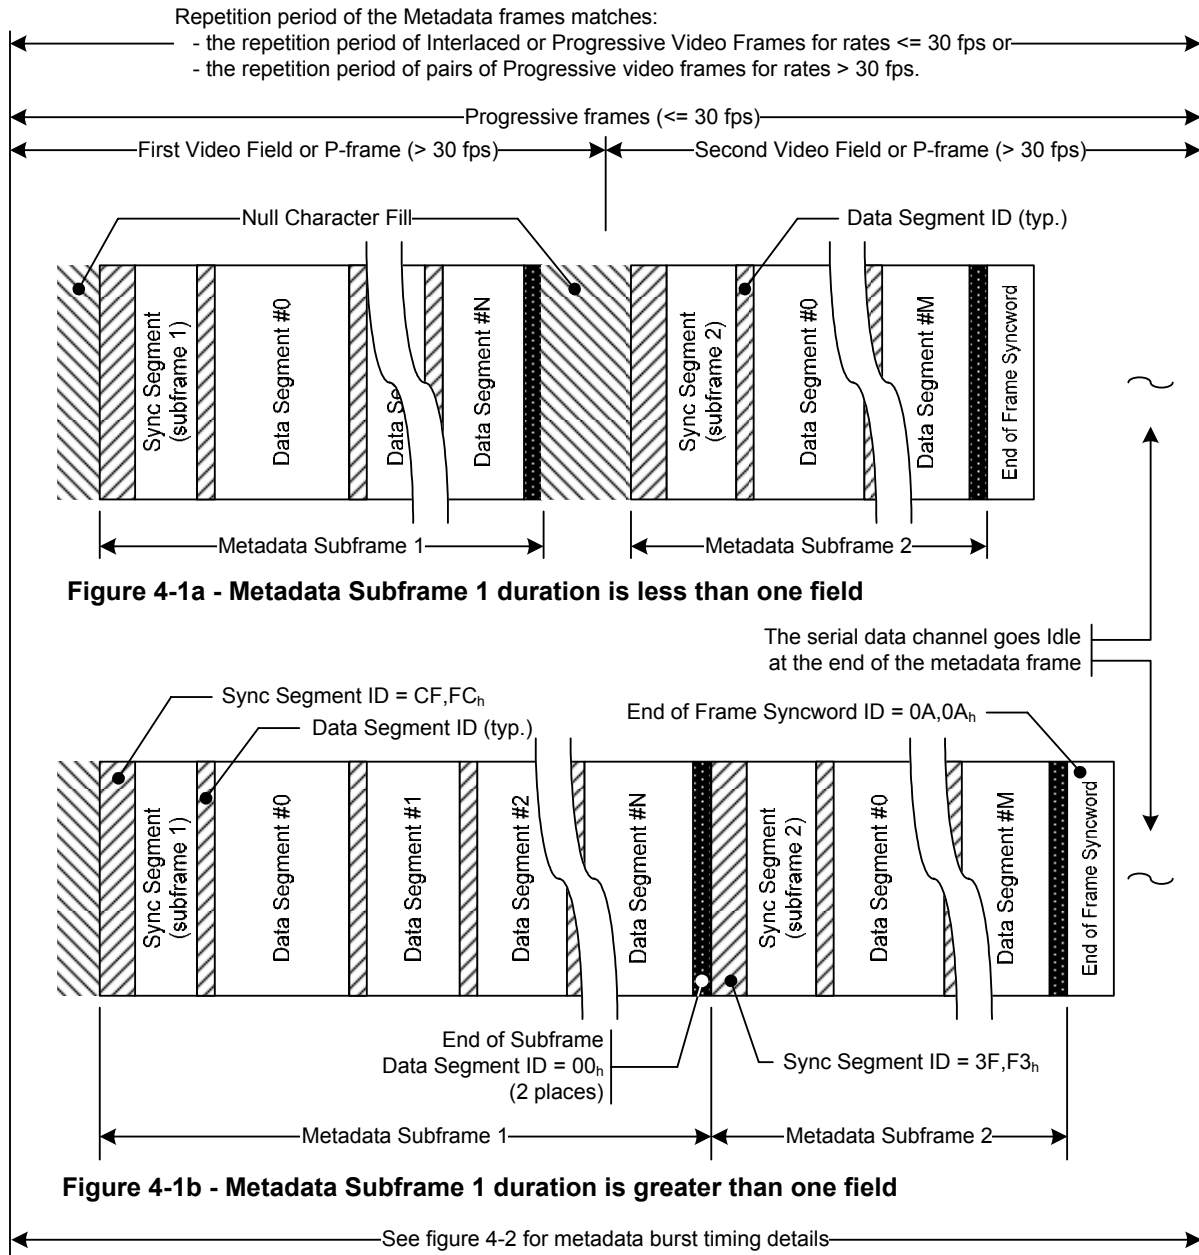 Repetition period of the Metadata frames matches:
- the repetition period of Interlaced or Progressive Video Frames for rates <= 30 fps or
- the repetition period of pairs of Progressive video frames for rates > 30 fps.
Progressive frames (<= 30 fps)
First Video Field or P-frame (> 30 fps)
Second Video Field or P-frame (> 30 fps)
Null Character Fill
Data Segment ID (typ.)
Sync Segment
(subframe 1)
Data Segment #0
Data Se
Data Segment #N
Sync Segment
(subframe 2)
Data Segment #0
Data Segment #M
End of Frame Syncword
Metadata Subframe 1
Metadata Subframe 2
Figure 4-1a - Metadata Subframe 1 duration is less than one field
The serial data channel goes Idle
at the end of the metadata frame
Sync Segment ID = CF,FCh
Data Segment ID (typ.)
End of Frame Syncword ID = 0A,0Ah
Sync Segment
(subframe 1)
Data Segment #0
Data Segment #1
Data Segment #2
Data Segment #N
Sync Segment
(subframe 2)
Data Segment #0
Data Segment #M
End of Frame Syncword
End of Subframe
Data Segment ID = 00h
(2 places)
Sync Segment ID = 3F,F3h
Metadata Subframe 1
Metadata Subframe 2
Figure 4-1b - Metadata Subframe 1 duration is greater than one field
See figure 4-2 for metadata burst timing details